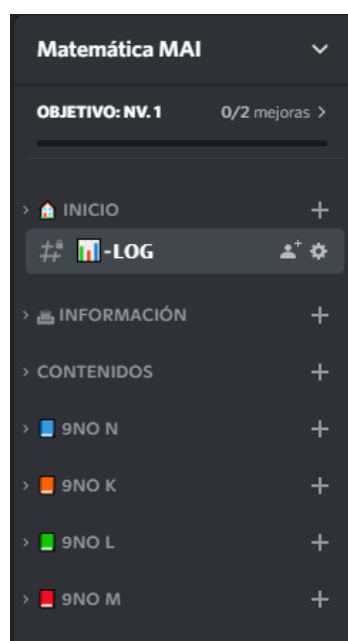 Matemática MAI
OBJETIVO: NV. 1 0/2 mejoras >
INICIO
-LOG
INFORMACIÓN
CONTENIDOS
9NO N
9NO K
9NO L
9NO M